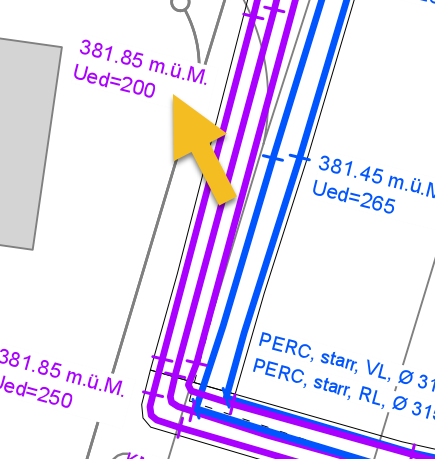 381.85 m.ü.M.
Ued=200
381.45 m.ü.M
Ued=265
PERC, starr, VL, Ø 31
PERC, starr, RL, Ø 315
381.85 m.ü.M.
Ued=250